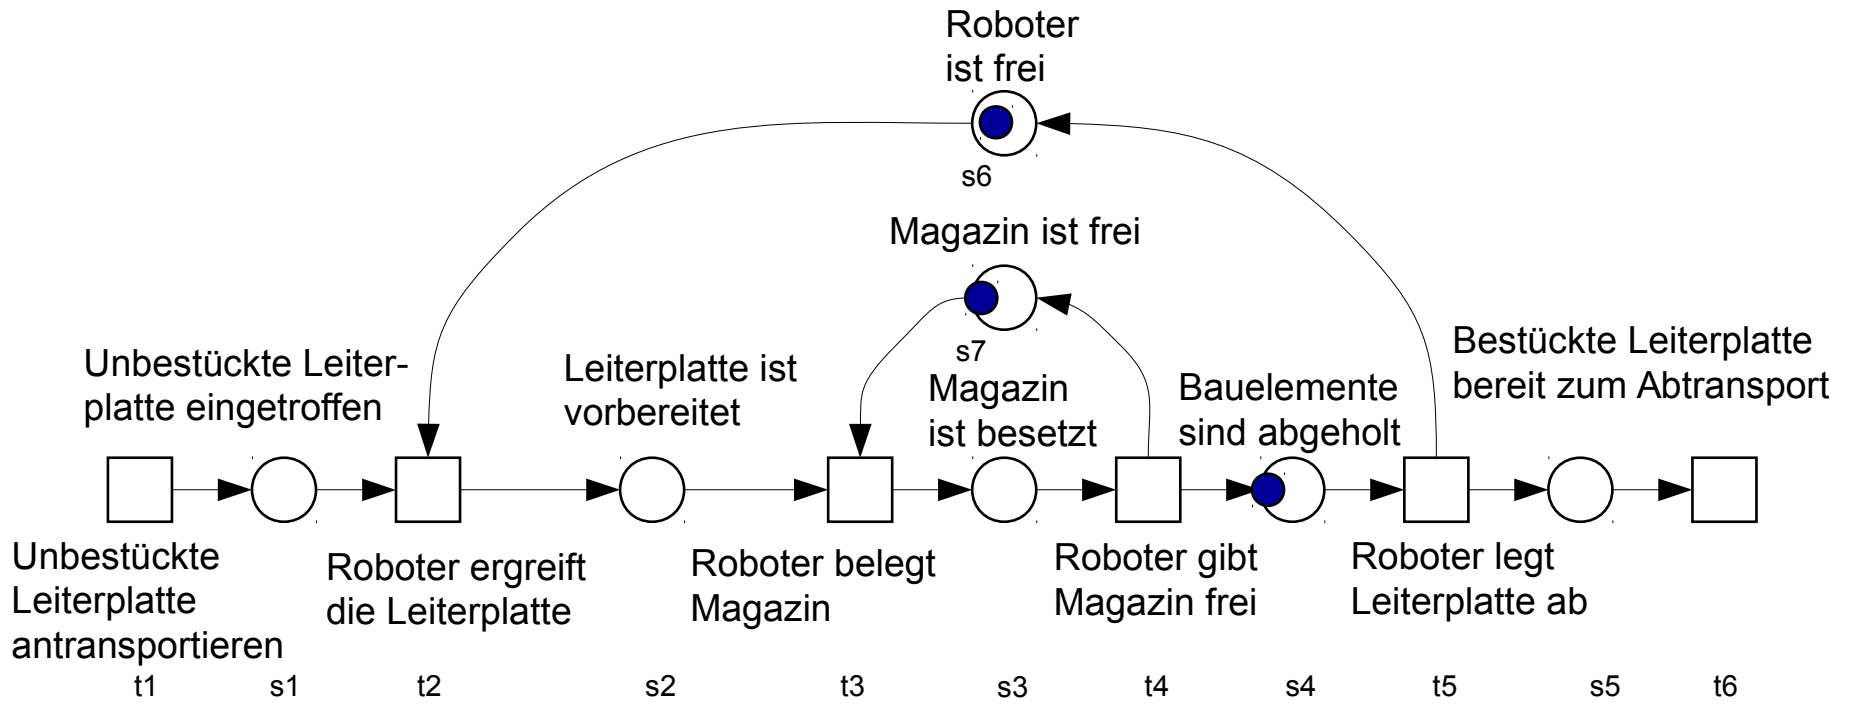 Roboter
ist frei
s6
Magazin ist frei
s7
Unbestückte Leiter-
platte eingetroffen
Leiterplatte ist
vorbereitet
Magazin
ist besetzt
Bauelemente
sind abgeholt
Bestückte Leiterplatte
bereit zum Abtransport
Unbestückte
Leiterplatte
antransportieren
Roboter ergreift
die Leiterplatte
Roboter belegt
Magazin
Roboter gibt
Magazin frei
Roboter legt
Leiterplatte ab
t1 s1 t2 s2 t3 s3 t4 s4 t5 s5 t6